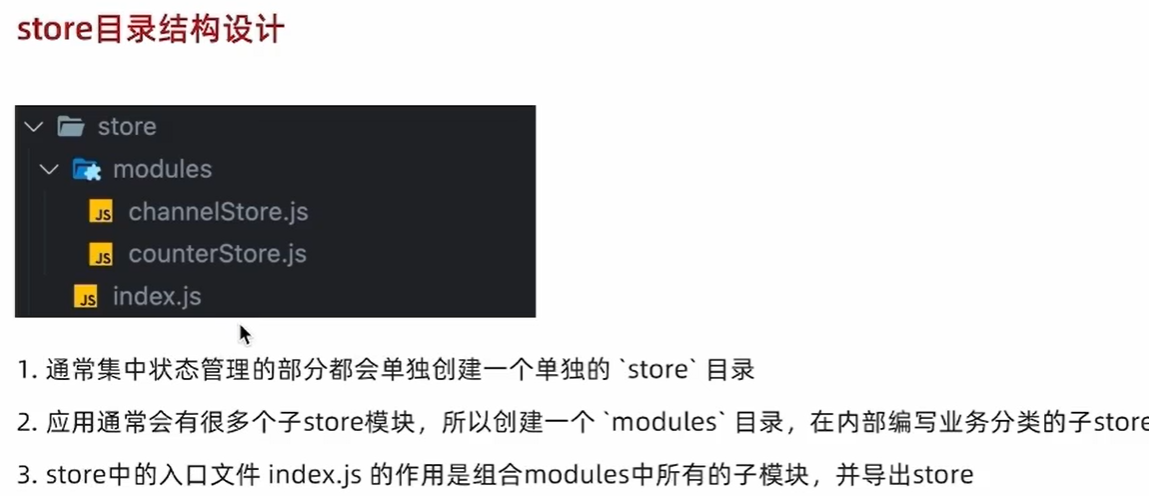 store目录结构设计
store
modules
JS channelStore.js
JS counterStore.js
JS index.js
1. 通常集中状态管理的部分都会单独创建一个单独的 `store` 目录
2. 应用通常会有很多个子store模块，所以创建一个 `modules` 目录，在内部编写业务分类的子store
3. store中的入口文件 index.js 的作用是组合modules中所有的子模块，并导出store